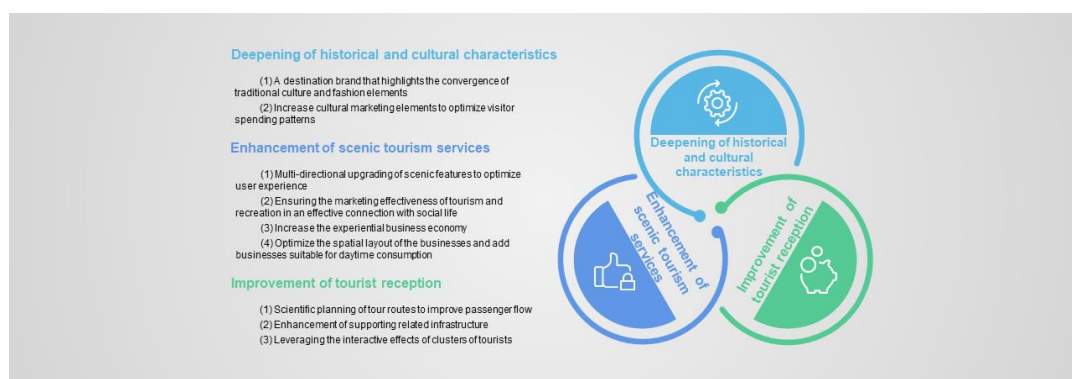 Deepening of historical and cultural characteristics
(1) A destination brand that highlights the convergence of
traditional culture and fashion elements
(2) Increase cultural marketing elements to optimize visitor
spending patterns
Enhancement of scenic tourism services
(1) Multi-directional upgrading of scenic features to optimize
user experience
(2) Ensuring the marketing effectiveness of tourism and
recreation in an effective connection with social life
(3) Increase the experiential business economy
(4) Optimize the spatial layout of the businesses and add
businesses suitable for daytime consumption
Improvement of tourist reception
(1) Scientific planning of tour routes to improve passenger flow
(2) Enhancement of supporting related infrastructure
(3) Leveraging the interactive effects of clusters of tourists
Deepening of historical
and cultural
characteristics
Enhancement of
scenic tourism
services
Improvement of
tourist reception